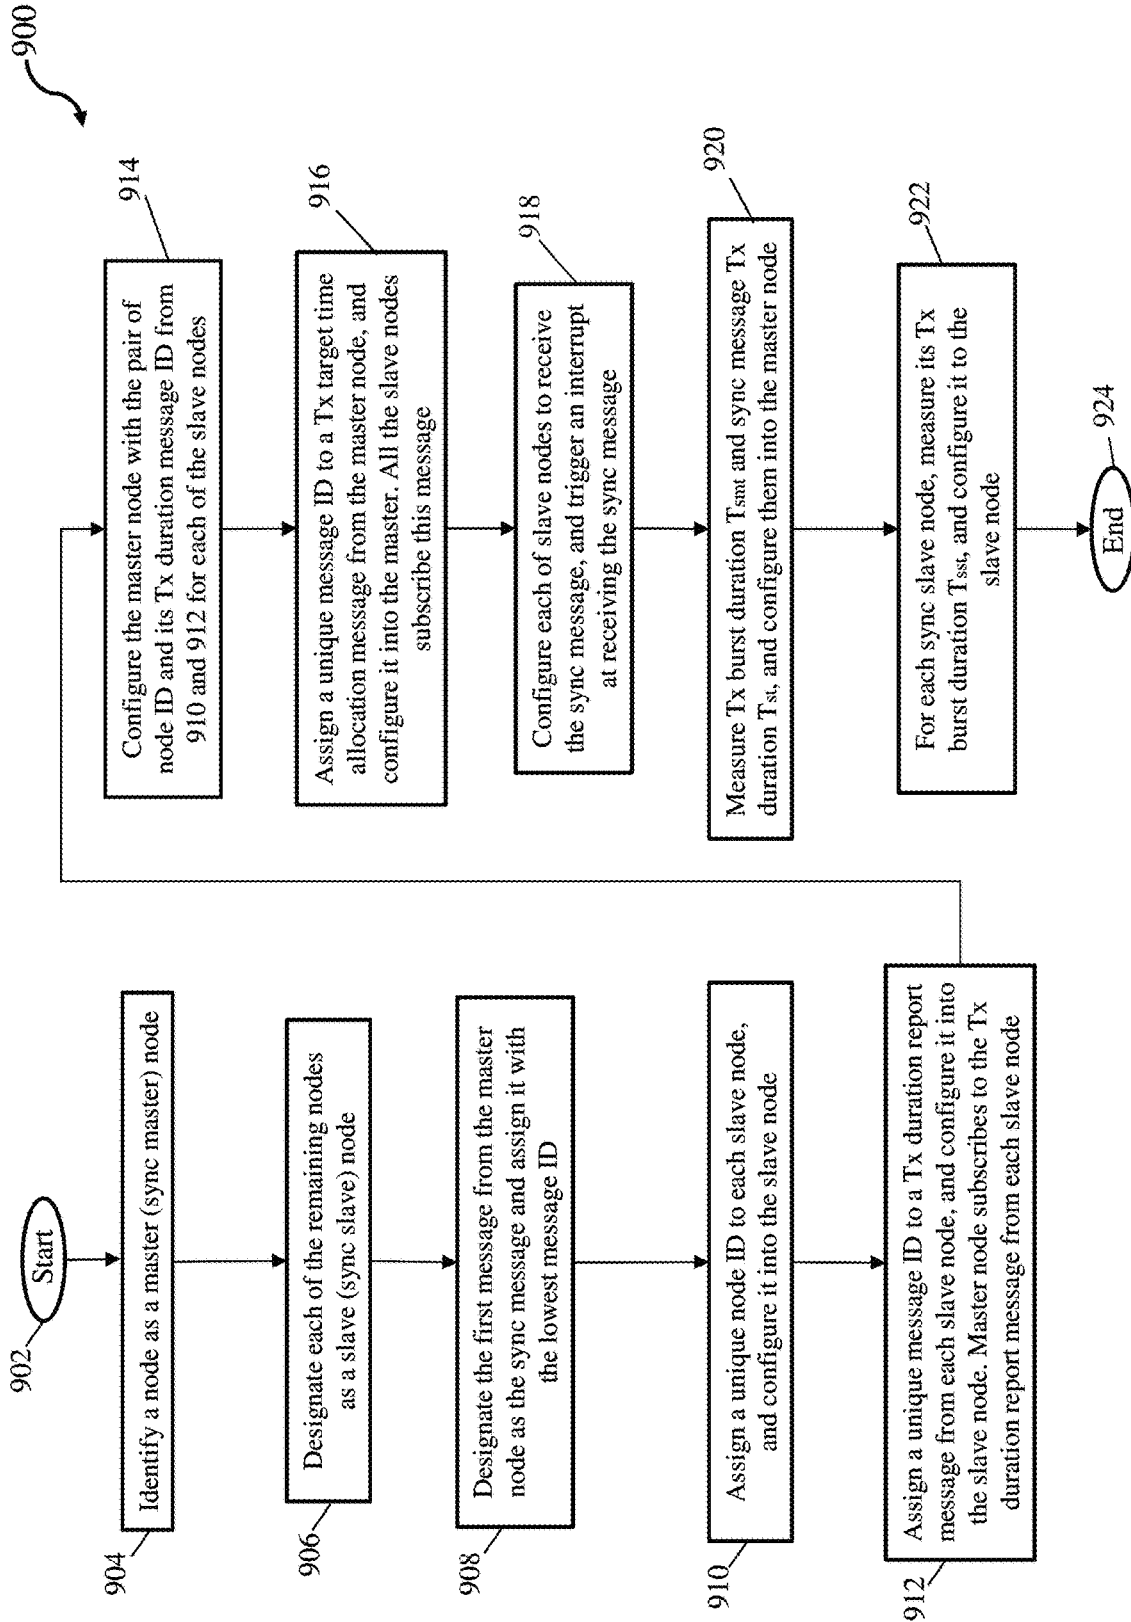 900
902
Start
904
Identify a node as a master (sync master) node
906
Designate each of the remaining nodes
as a slave (sync slave) node
908
Designate the first message from the master
node as the sync message and assign it with
the lowest message ID
910
Assign a unique node ID to each slave node,
and configure it into the slave node
912
Assign a unique message ID to a Tx duration report
message from each slave node, and configure it into
the slave node. Master node subscribes to the Tx
duration report message from each slave node
914
Configure the master node with the pair of
node ID and its Tx duration message ID from
910 and 912 for each of the slave nodes
916
Assign a unique message ID to a Tx target time
allocation message from the master node, and
configure it into the master. All the slave nodes
subscribe this message
918
Configure each of slave nodes to receive
the sync message, and trigger an interrupt
at receiving the sync message
920
Measure Tx burst duration Tsmt and sync message Tx
duration Tst, and configure them into the master node
922
For each sync slave node, measure its Tx
burst duration Tsst, and configure it to the
slave node
924
End